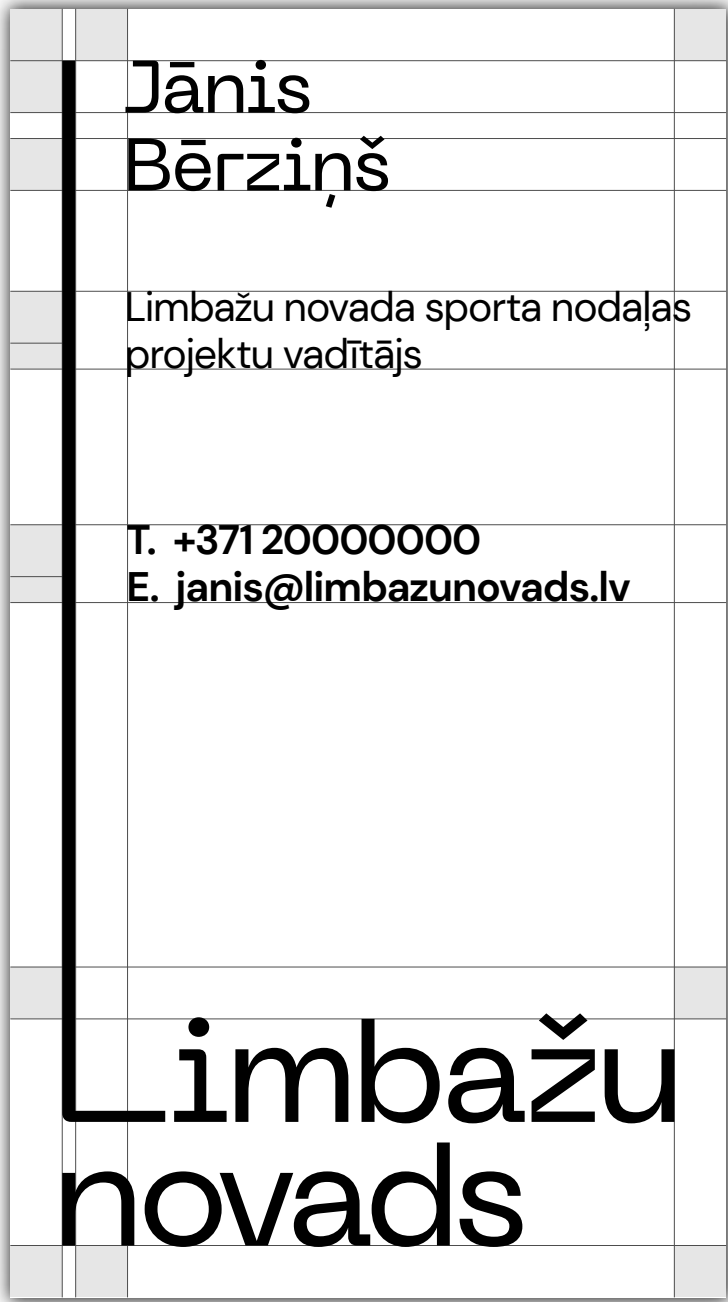 Jānis
Bērziņš
Limbažu novada sporta nodaļas
projektu vadītājs
T. +371 20000000
E. janis@limbazunovads.lv
Limbažu
novads